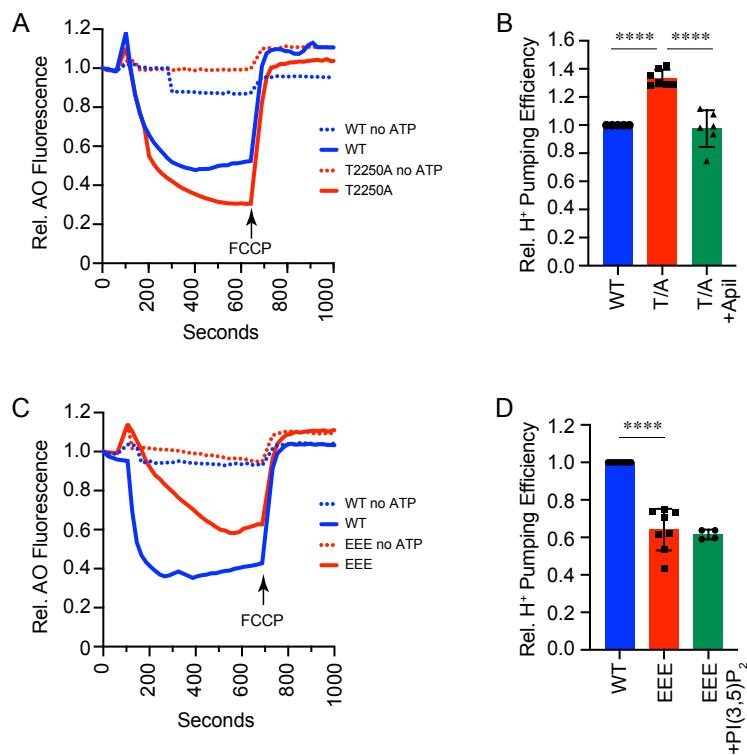 A
Rel. AO Fluorescence
1.2
1.0
0.8
0.6
0.4
0.2
0
0
200
400
600
800
1000
Seconds
FCCP
WT no ATP
WT
T2250A no ATP
T2250A
B
Rel. H⁺ Pumping Efficiency
1.6
1.4
1.2
1.0
0.8
0.6
0.4
0.2
0.0
****
****
WT
T/A
T/A
+Apil
C
Rel. AO Fluorescence
1.2
1.0
0.8
0.6
0.4
0.2
0
0
200
400
600
800
1000
Seconds
FCCP
WT no ATP
WT
EEE no ATP
EEE
D
Rel. H⁺ Pumping Efficiency
1.2
1.0
0.8
0.6
0.4
0.2
0.0
****
WT
EEE
EEE
+PI(3,5)P₂